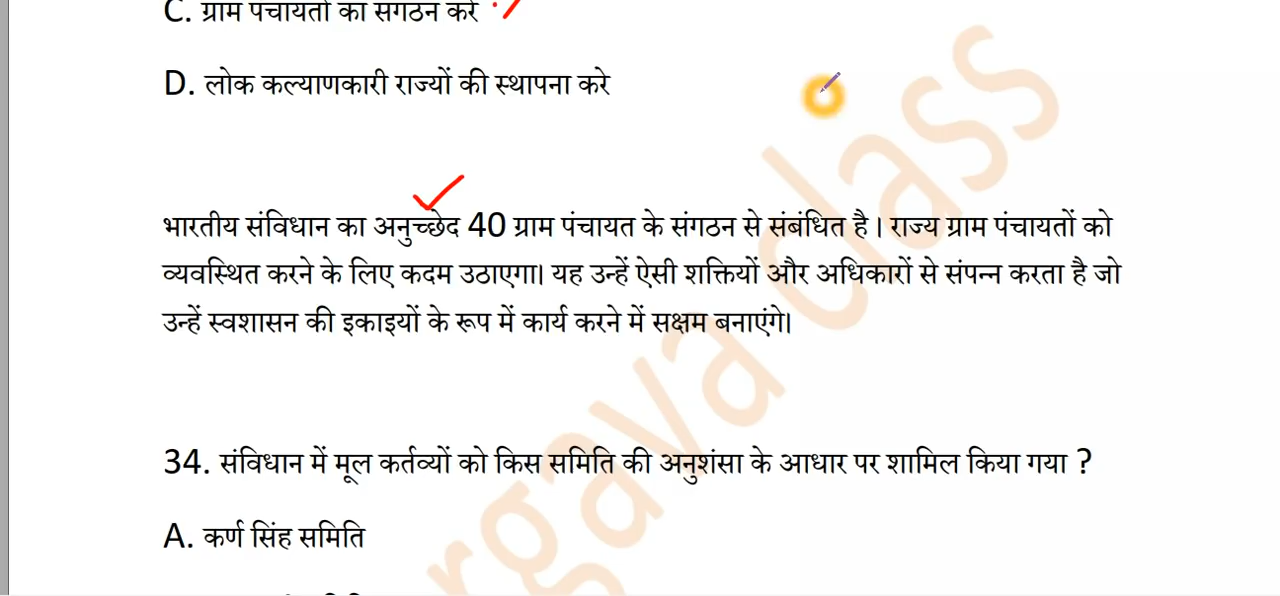 C. ग्राम पंचायतों का संगठन करे
D. लोक कल्याणकारी राज्यों की स्थापना करे
भारतीय संविधान का अनुच्छेद 40 ग्राम पंचायत के संगठन से संबंधित है। राज्य ग्राम पंचायतों को
व्यवस्थित करने के लिए कदम उठाएगा। यह उन्हें ऐसी शक्तियों और अधिकारों से संपन्न करता है जो
उन्हें स्वशासन की इकाइयों के रूप में कार्य करने में सक्षम बनाएंगे।
34. संविधान में मूल कर्तव्यों को किस समिति की अनुशंसा के आधार पर शामिल किया गया ?
A. कर्ण सिंह समिति
rgava class